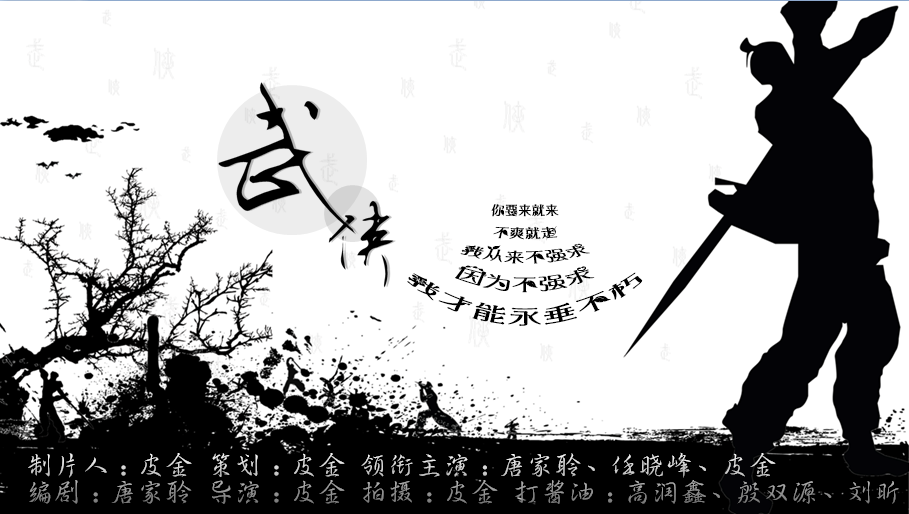 武侠
你要来就来
不爽就走
我从来不强求
因为不强求
我才能永垂不朽
制片人：皮金 策划：皮金 领衔主演：唐家聆、任晓峰、皮金
编剧：唐家聆 导演：皮金 拍摄：皮金 打酱油：高润鑫、殷双源、刘昕